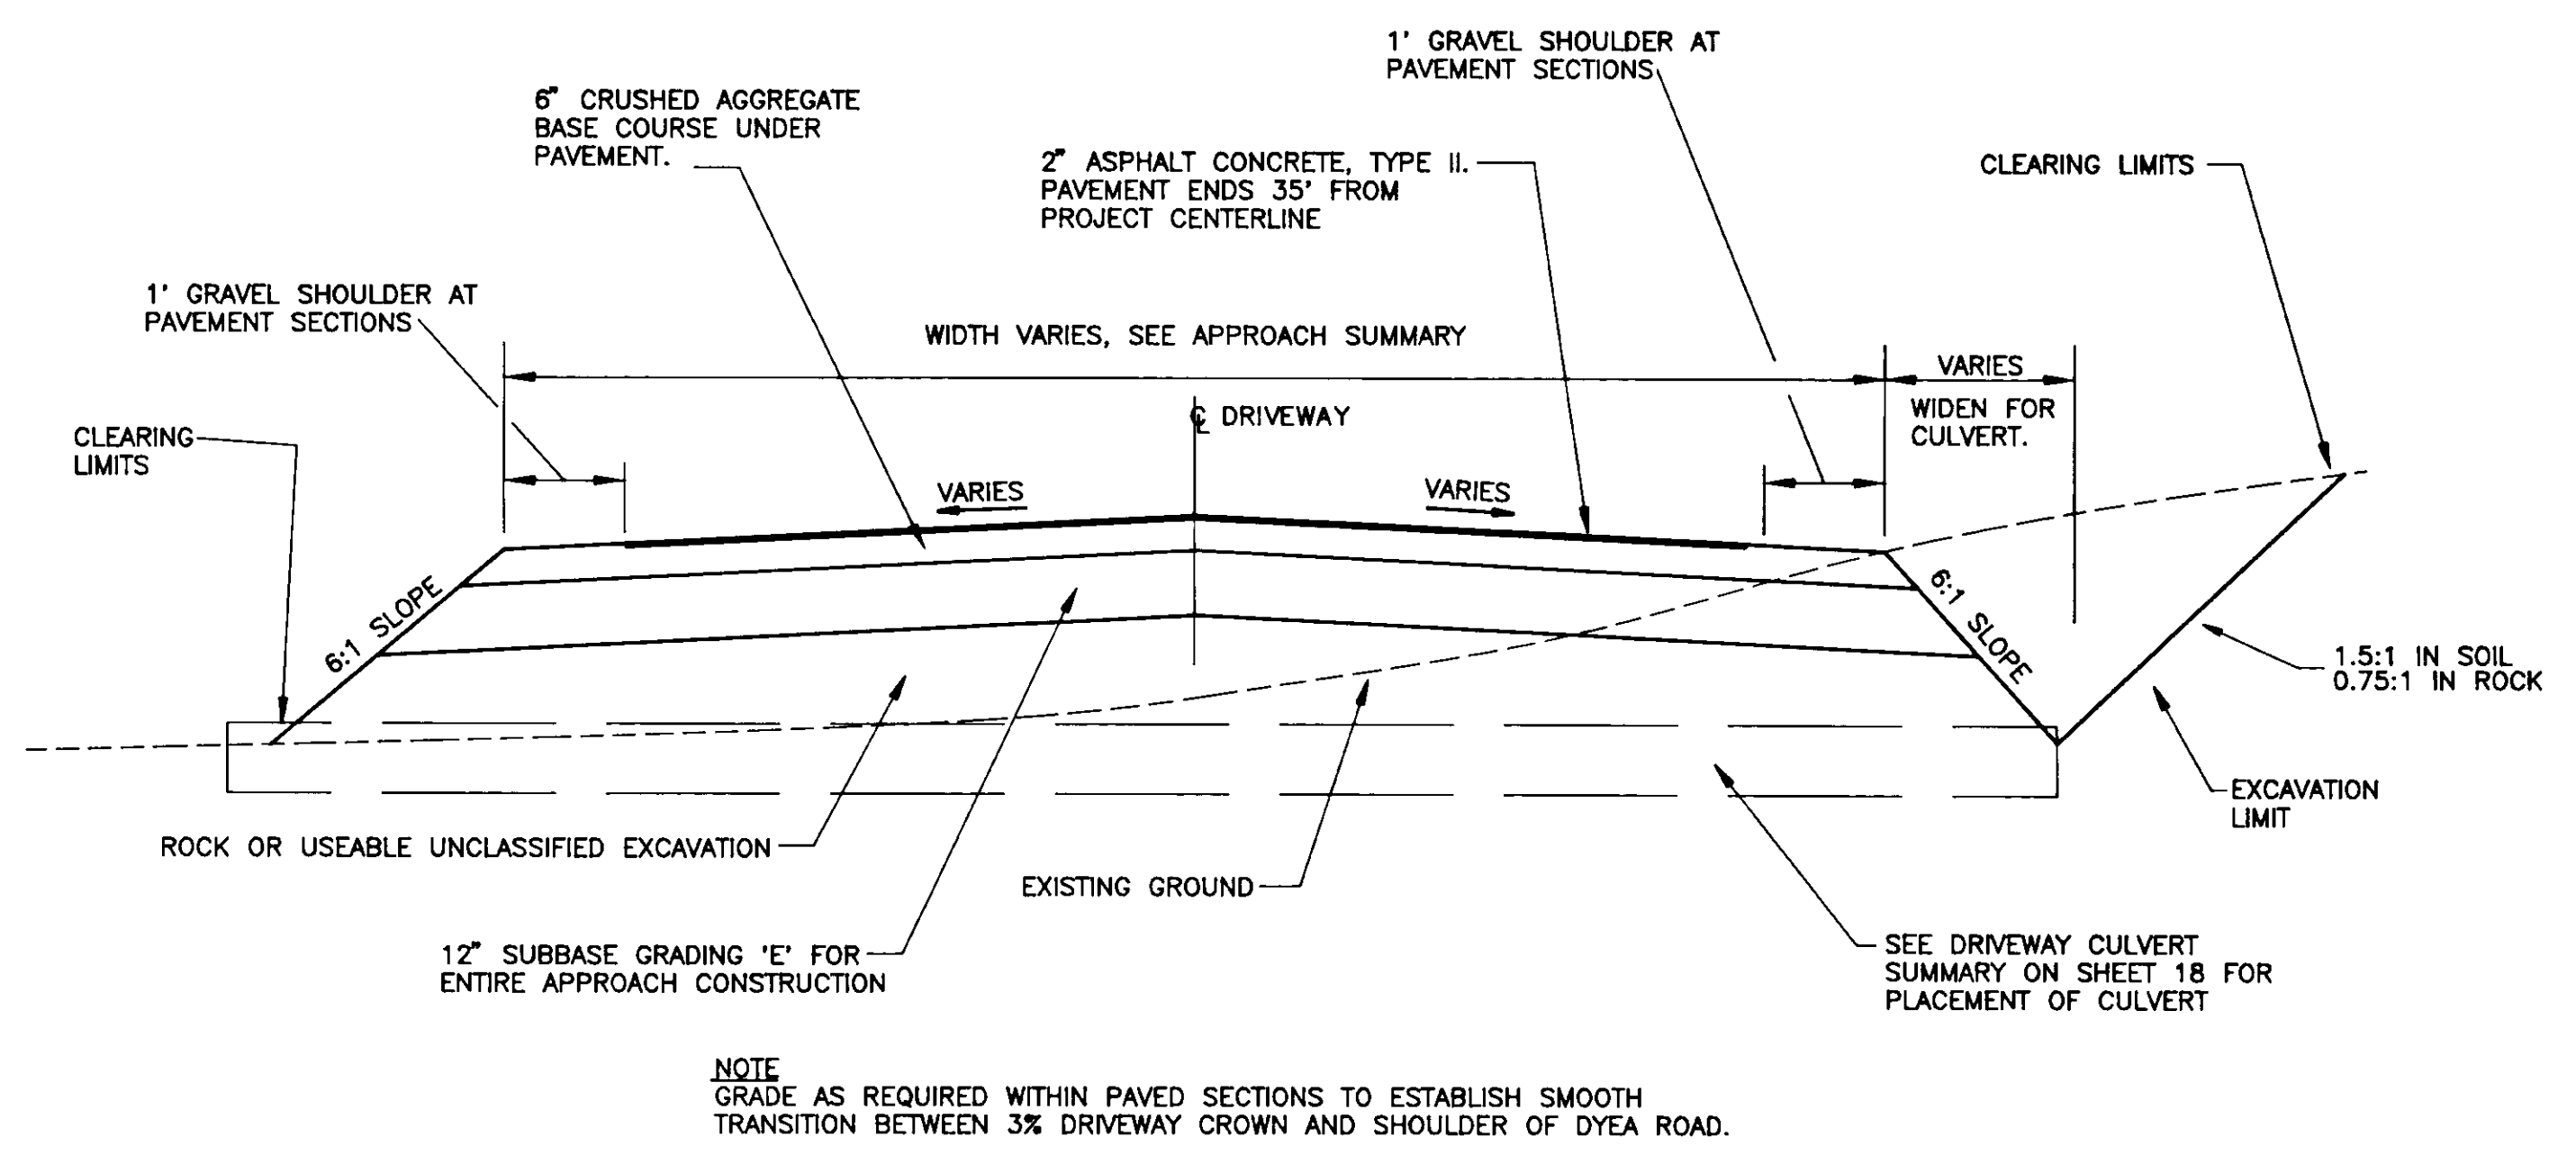 1' GRAVEL SHOULDER AT
PAVEMENT SECTIONS
6" CRUSHED AGGREGATE
BASE COURSE UNDER
PAVEMENT.
2" ASPHALT CONCRETE, TYPE II.
PAVEMENT ENDS 35' FROM
PROJECT CENTERLINE
CLEARING LIMITS
1' GRAVEL SHOULDER AT
PAVEMENT SECTIONS
WIDTH VARIES, SEE APPROACH SUMMARY
VARIES
WIDEN FOR
CULVERT.
℄ DRIVEWAY
CLEARING
LIMITS
VARIES
VARIES
6:1 SLOPE
6:1 SLOPE
1.5:1 IN SOIL
0.75:1 IN ROCK
EXCAVATION
LIMIT
ROCK OR USEABLE UNCLASSIFIED EXCAVATION
EXISTING GROUND
12" SUBBASE GRADING 'E' FOR
ENTIRE APPROACH CONSTRUCTION
SEE DRIVEWAY CULVERT
SUMMARY ON SHEET 18 FOR
PLACEMENT OF CULVERT
NOTE
GRADE AS REQUIRED WITHIN PAVED SECTIONS TO ESTABLISH SMOOTH
TRANSITION BETWEEN 3% DRIVEWAY CROWN AND SHOULDER OF DYEA ROAD.